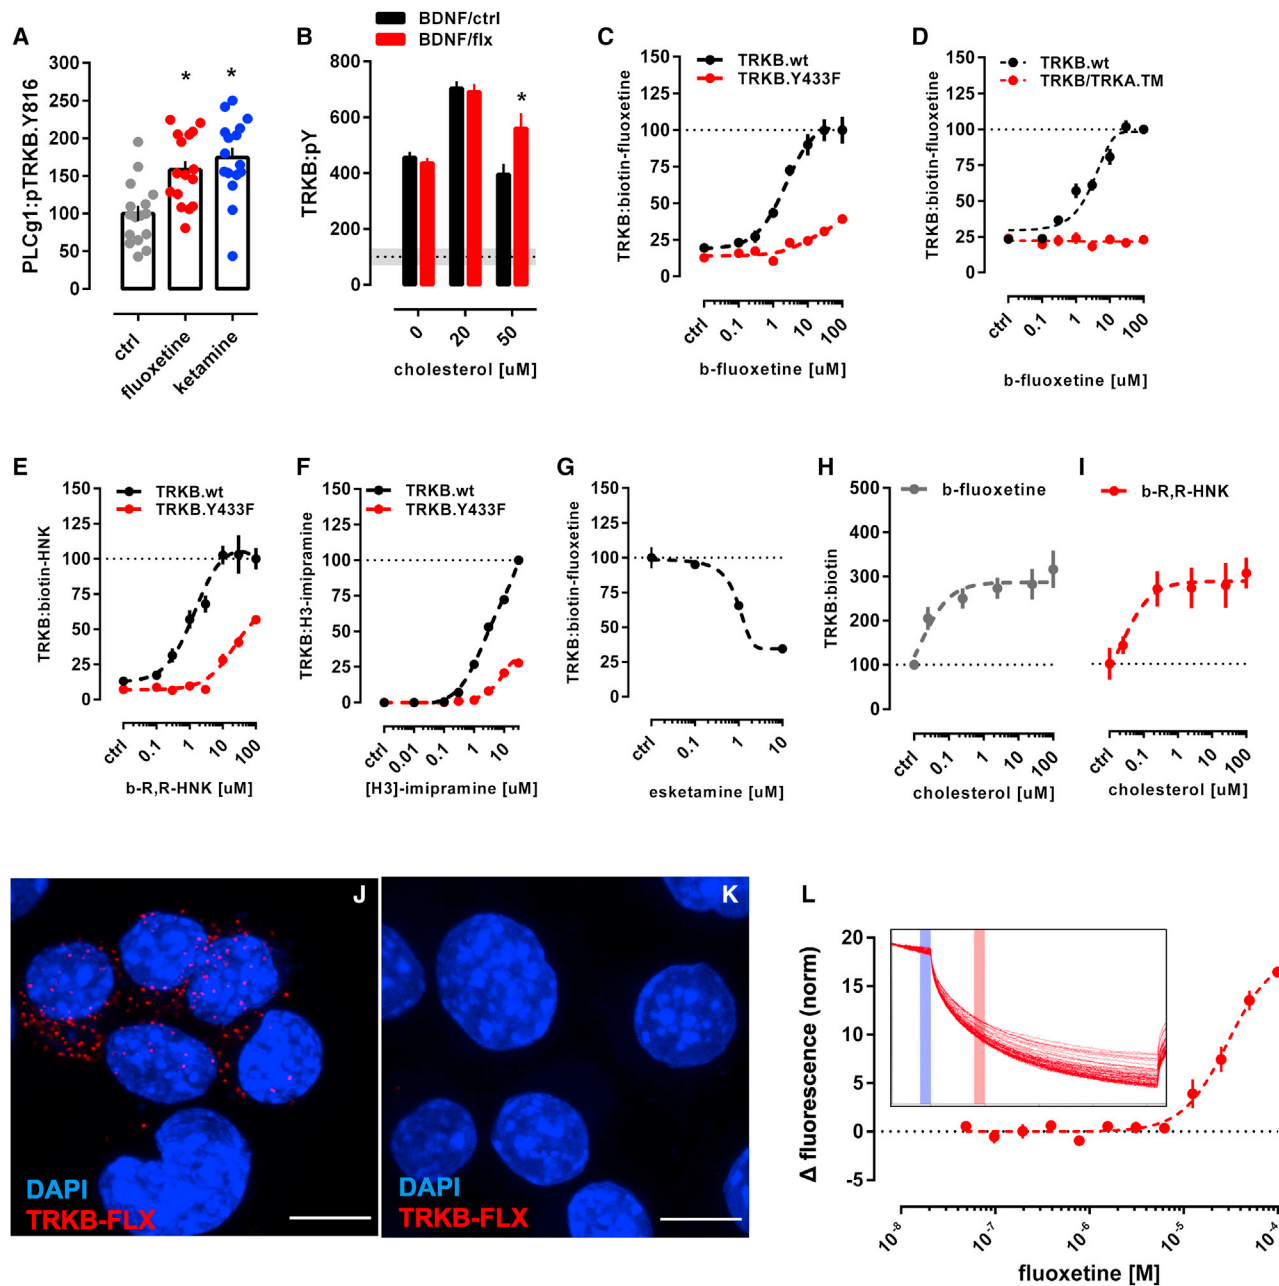 A
PLCg1:pTRKB.Y816
300
250
200
150
100
50
0
*
*
ctrl
fluoxetine
ketamine
B
BDNF/ctrl
BDNF/flx
TRKB:pY
800
600
400
200
0
*
0
20
50
cholesterol [uM]
C
TRKB.wt
TRKB.Y433F
TRKB:biotin-fluoxetine
150
125
100
75
50
25
0
ctrl
0.1
1
10
100
b-fluoxetine [uM]
D
TRKB.wt
TRKB/TRKA.TM
TRKB:biotin-fluoxetine
150
125
100
75
50
25
0
ctrl
0.1
1
10
100
b-fluoxetine [uM]
E
TRKB.wt
TRKB.Y433F
TRKB:biotin-HNK
150
125
100
75
50
25
0
ctrl
0.1
1
10
100
b-R,R-HNK [uM]
F
TRKB.wt
TRKB.Y433F
TRKB:H3-imipramine
150
125
100
75
50
25
0
ctrl
0.01
0.1
1
10
[H3]-imipramine [uM]
G
TRKB:biotin-fluoxetine
150
125
100
75
50
25
0
ctrl
0.1
1
10
esketamine [uM]
H
b-fluoxetine
TRKB:biotin
500
400
300
200
100
0
ctrl
0.1
1
10
100
cholesterol [uM]
I
b-R,R-HNK
ctrl
0.1
1
10
100
cholesterol [uM]
J
DAPI
TRKB-FLX
K
DAPI
TRKB-FLX
L
Δ fluorescence (norm)
20
15
10
5
0
-5
10-8
10-7
10-6
10-5
10-4
fluoxetine [M]